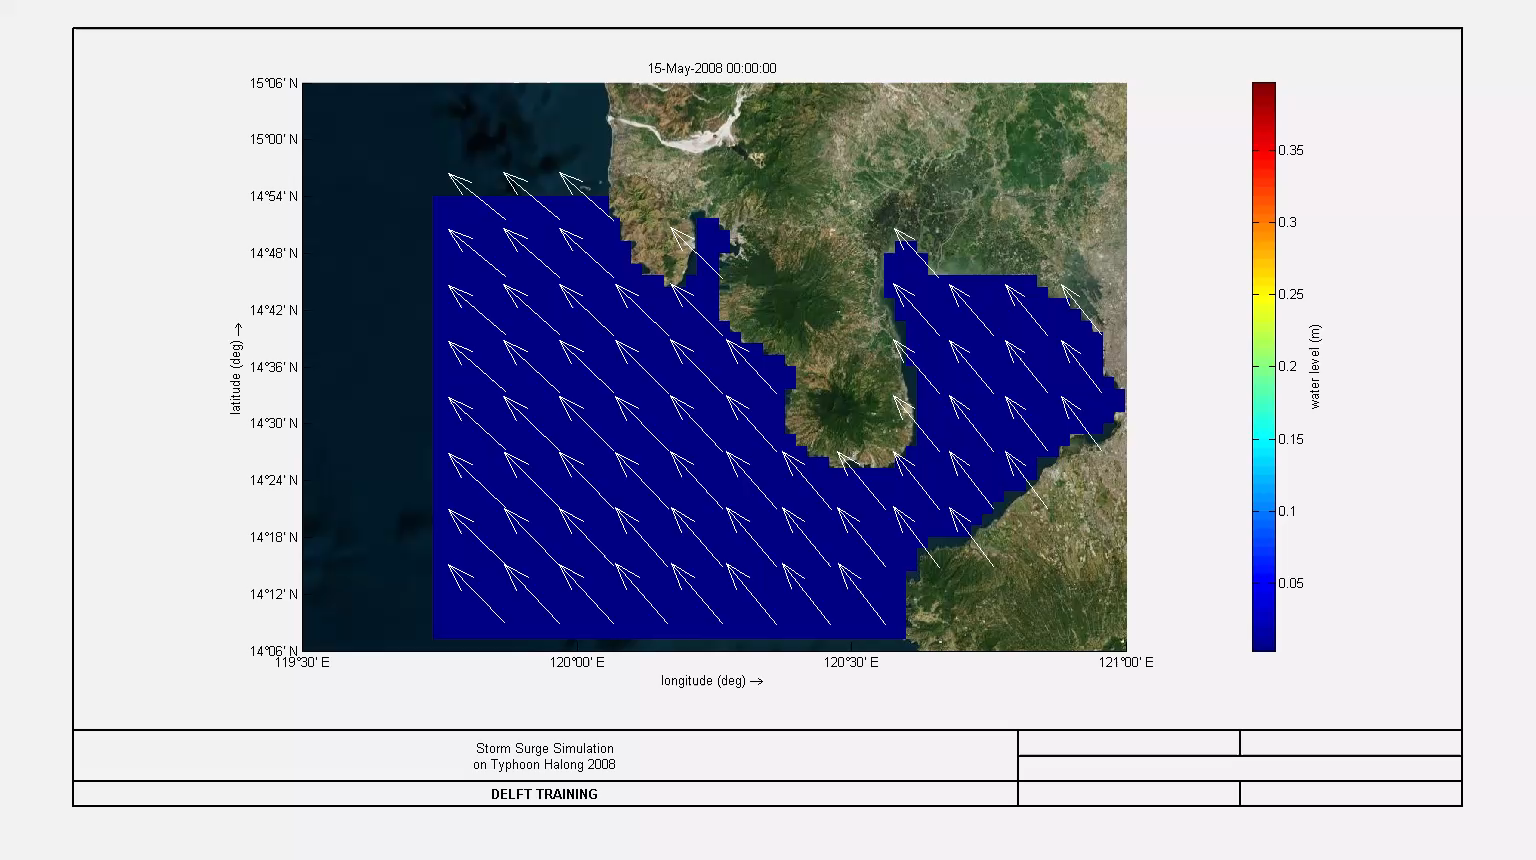 15-May-2008 00:00:00
15°06' N
15°00' N
14°54' N
14°48' N
14°42' N
14°36' N
14°30' N
14°24' N
14°18' N
14°12' N
14°06' N
latitude (deg) →
119°30' E
120°00' E
120°30' E
121°00' E
longitude (deg) →
0.35
0.3
0.25
0.2
0.15
0.1
0.05
water level (m)
Storm Surge Simulation
on Typhoon Halong 2008
DELFT TRAINING